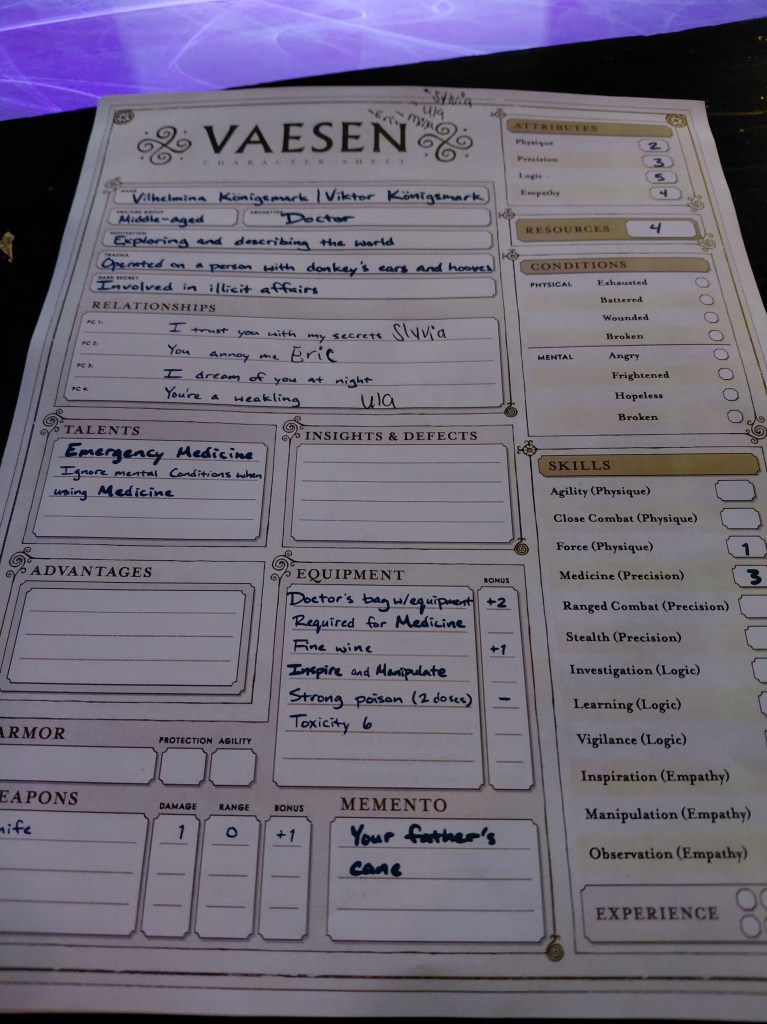 Sylvia
Ula
VAESEN
CHARACTER SHEET
NAME
Vilhelmina Königsmark / Viktor Königsmark
Middle-aged
ARCHETYPE
Doctor
MOTIVATION
Exploring and describing the world
TRAUMA
Operated on a person with donkey's ears and hooves
DARK SECRET
Involved in illicit affairs
RELATIONSHIPS
PC 1: I trust you with my secrets Slyvia
PC 2: You annoy me Eric
PC 3: I dream of you at night
PC 4: You're a weakling Ula
TALENTS
Emergency Medicine
Ignore mental Conditions when
using Medicine
INSIGHTS & DEFECTS
ADVANTAGES
EQUIPMENT
BONUS
Doctor's bag w/equipment +2
Required for Medicine
Fine wine +1
Inspire and Manipulate
Strong poison (2 doses) –
Toxicity 6
ARMOR
PROTECTION AGILITY
EAPONS
DAMAGE RANGE BONUS
nife 1 0 +1
MEMENTO
Your father's
cane
ATTRIBUTES
Physique 2
Precision 3
Logic 5
Empathy 4
RESOURCES 4
CONDITIONS
PHYSICAL Exhausted
Battered
Wounded
Broken
MENTAL Angry
Frightened
Hopeless
Broken
SKILLS
Agility (Physique)
Close Combat (Physique)
Force (Physique) 1
Medicine (Precision) 3
Ranged Combat (Precision)
Stealth (Precision)
Investigation (Logic)
Learning (Logic)
Vigilance (Logic)
Inspiration (Empathy)
Manipulation (Empathy)
Observation (Empathy)
EXPERIENCE